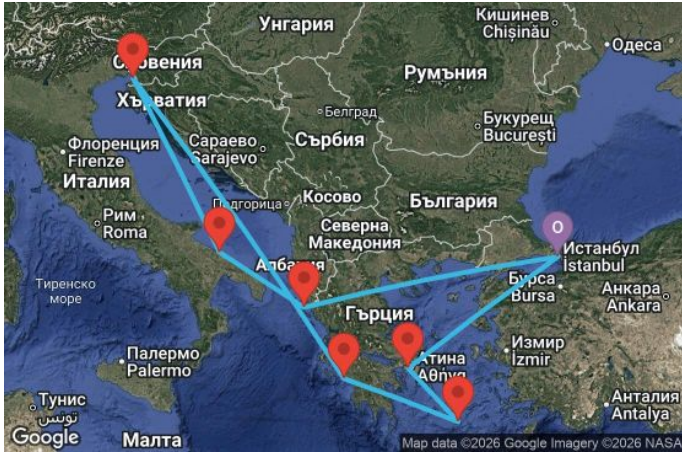 Кишинев
Chișinău
Унгария
Одеса
Словения
Румъния
Хърватия
Белград
Букурещ
București
Флоренция
Firenze
Сараево
Sarajevo
Сърбия
Италия
Подгорица
Косово
България
Рим
Roma
Северна
Македония
O
Истанбул
İstanbul
Албания
Тиренско
море
Бурса
Bursa
Анкара
Ankara
Гърция
Палермо
Palermo
Атина
Αθήνα
Измир
İzmir
Тунис
تونس
Анталия
Antalya
Google
Малта
Map data ©2026 Google Imagery ©2026 NASA